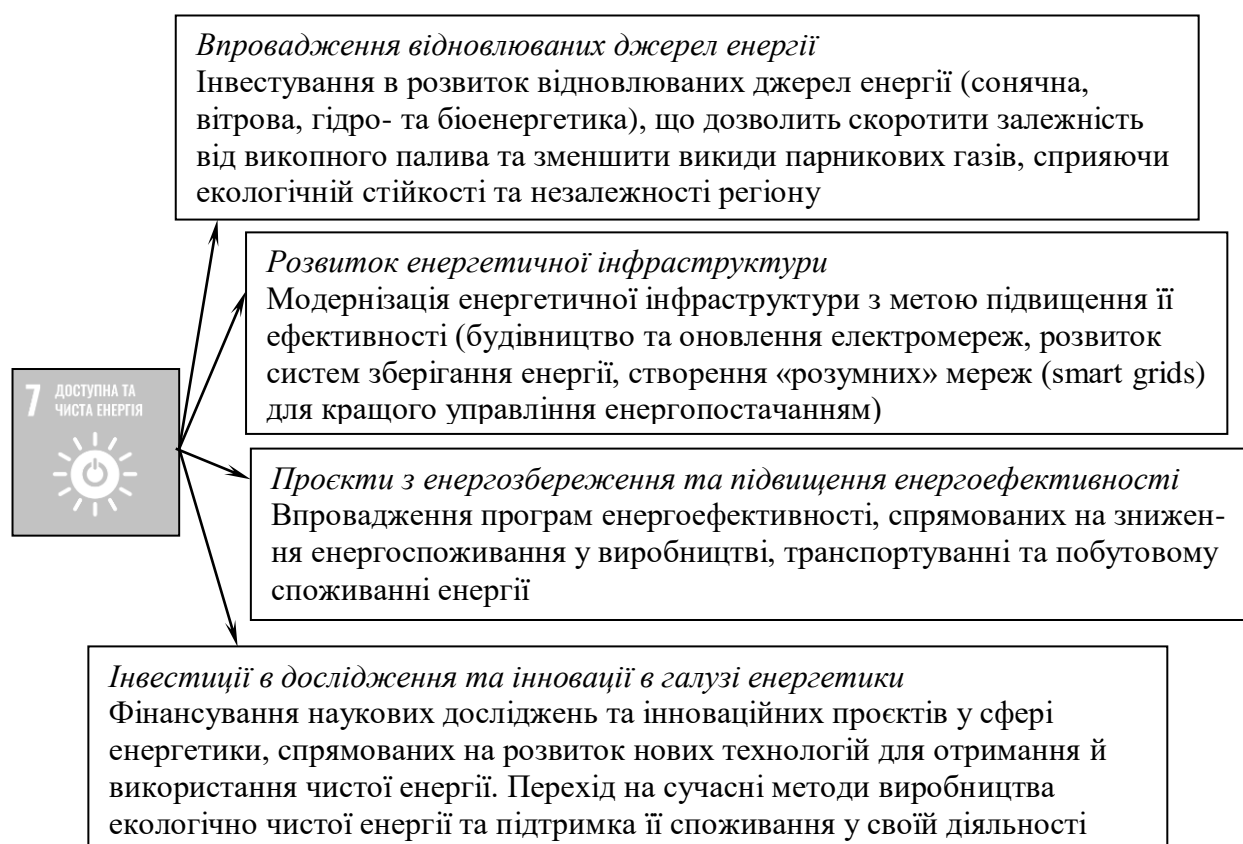 Впровадження відновлюваних джерел енергії
Інвестування в розвиток відновлюваних джерел енергії (сонячна,
вітрова, гідро- та біоенергетика), що дозволить скоротити залежність
від викопного палива та зменшити викиди парникових газів, сприяючи
екологічній стійкості та незалежності регіону
Розвиток енергетичної інфраструктури
Модернізація енергетичної інфраструктури з метою підвищення її
ефективності (будівництво та оновлення електромереж, розвиток
систем зберігання енергії, створення «розумних» мереж (smart grids)
для кращого управління енергопостачанням)
7 ДОСТУПНА ТА
ЧИСТА ЕНЕРГІЯ
Проєкти з енергозбереження та підвищення енергоефективності
Впровадження програм енергоефективності, спрямованих на знижен-
ня енергоспоживання у виробництві, транспортуванні та побутовому
споживанні енергії
Інвестиції в дослідження та інновації в галузі енергетики
Фінансування наукових досліджень та інноваційних проєктів у сфері
енергетики, спрямованих на розвиток нових технологій для отримання й
використання чистої енергії. Перехід на сучасні методи виробництва
екологічно чистої енергії та підтримка її споживання у своїй діяльності